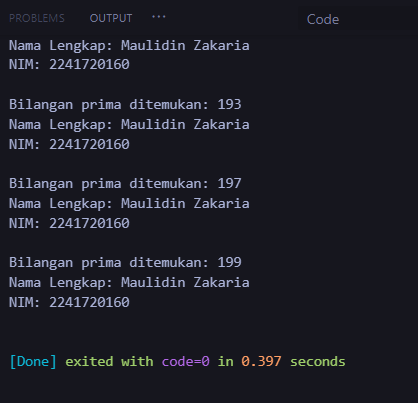 PROBLEMS OUTPUT ··· Code
Nama Lengkap: Maulidin Zakaria
NIM: 2241720160
Bilangan prima ditemukan: 193
Nama Lengkap: Maulidin Zakaria
NIM: 2241720160
Bilangan prima ditemukan: 197
Nama Lengkap: Maulidin Zakaria
NIM: 2241720160
Bilangan prima ditemukan: 199
Nama Lengkap: Maulidin Zakaria
NIM: 2241720160
[Done] exited with code=0 in 0.397 seconds